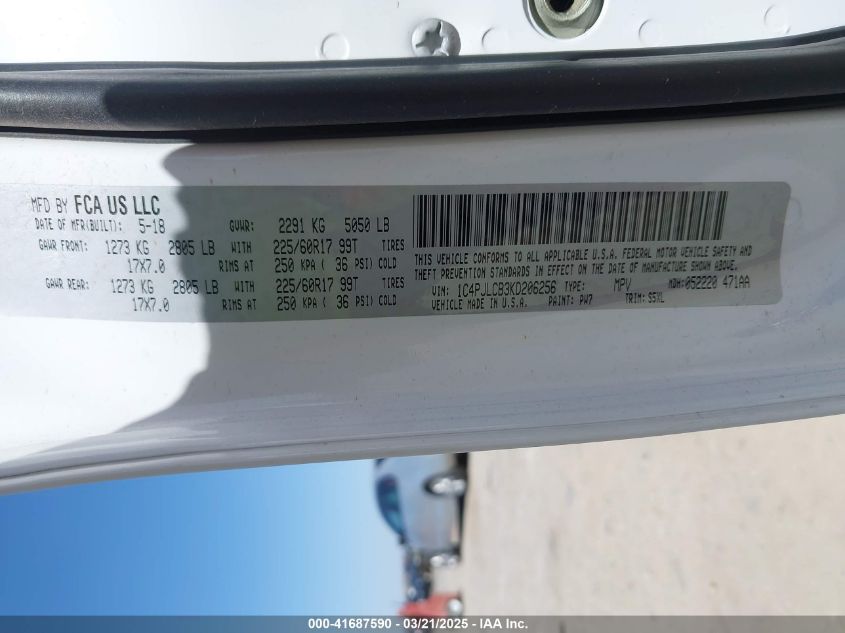 MFD BY FCA US LLC
DATE OF MFR(BUILT): 5-18 GVWR: 2291 KG 5050 LB
GAWR FRONT: 1273 KG 2805 LB WITH 225/60R17 99T TIRES
17X7.0 RIMS AT 250 KPA ( 36 PSI) COLD
GAWR REAR: 1273 KG 2805 LB WITH 225/60R17 99T TIRES
17X7.0 RIMS AT 250 KPA ( 36 PSI) COLD
THIS VEHICLE CONFORMS TO ALL APPLICABLE U.S.A. FEDERAL MOTOR VEHICLE SAFETY AND
THEFT PREVENTION STANDARDS IN EFFECT ON THE DATE OF MANUFACTURE SHOWN ABOVE.
VIN: 1C4PJLCB3KD206256 TYPE: MPV MDH: 052220 471AA
VEHICLE MADE IN U.S.A. PAINT: PW7 TRIM: S5XL
000-41687590 - 03/21/2025 - IAA Inc.